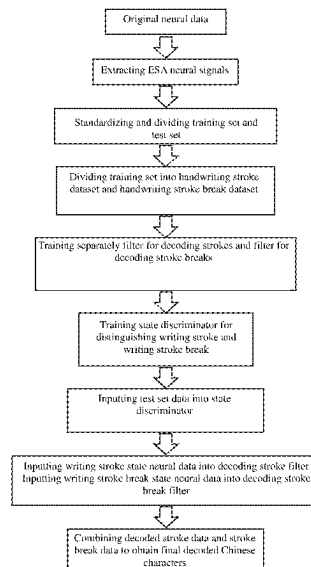 Original neural data
Extracting ESA neural signals
Standardizing and dividing training set and
test set
Dividing training set into handwriting stroke
dataset and handwriting stroke break dataset
Training separately filter for decoding strokes and filter for
decoding stroke breaks
Training state discriminator for
distinguishing writing stroke and
writing stroke break
Inputting test set data into state
discriminator
Inputting writing stroke state neural data into decoding stroke filter
Inputting writing stroke break state neural data into decoding stroke
break filter
Combining decoded stroke data and stroke
break data to obtain final decoded Chinese
characters